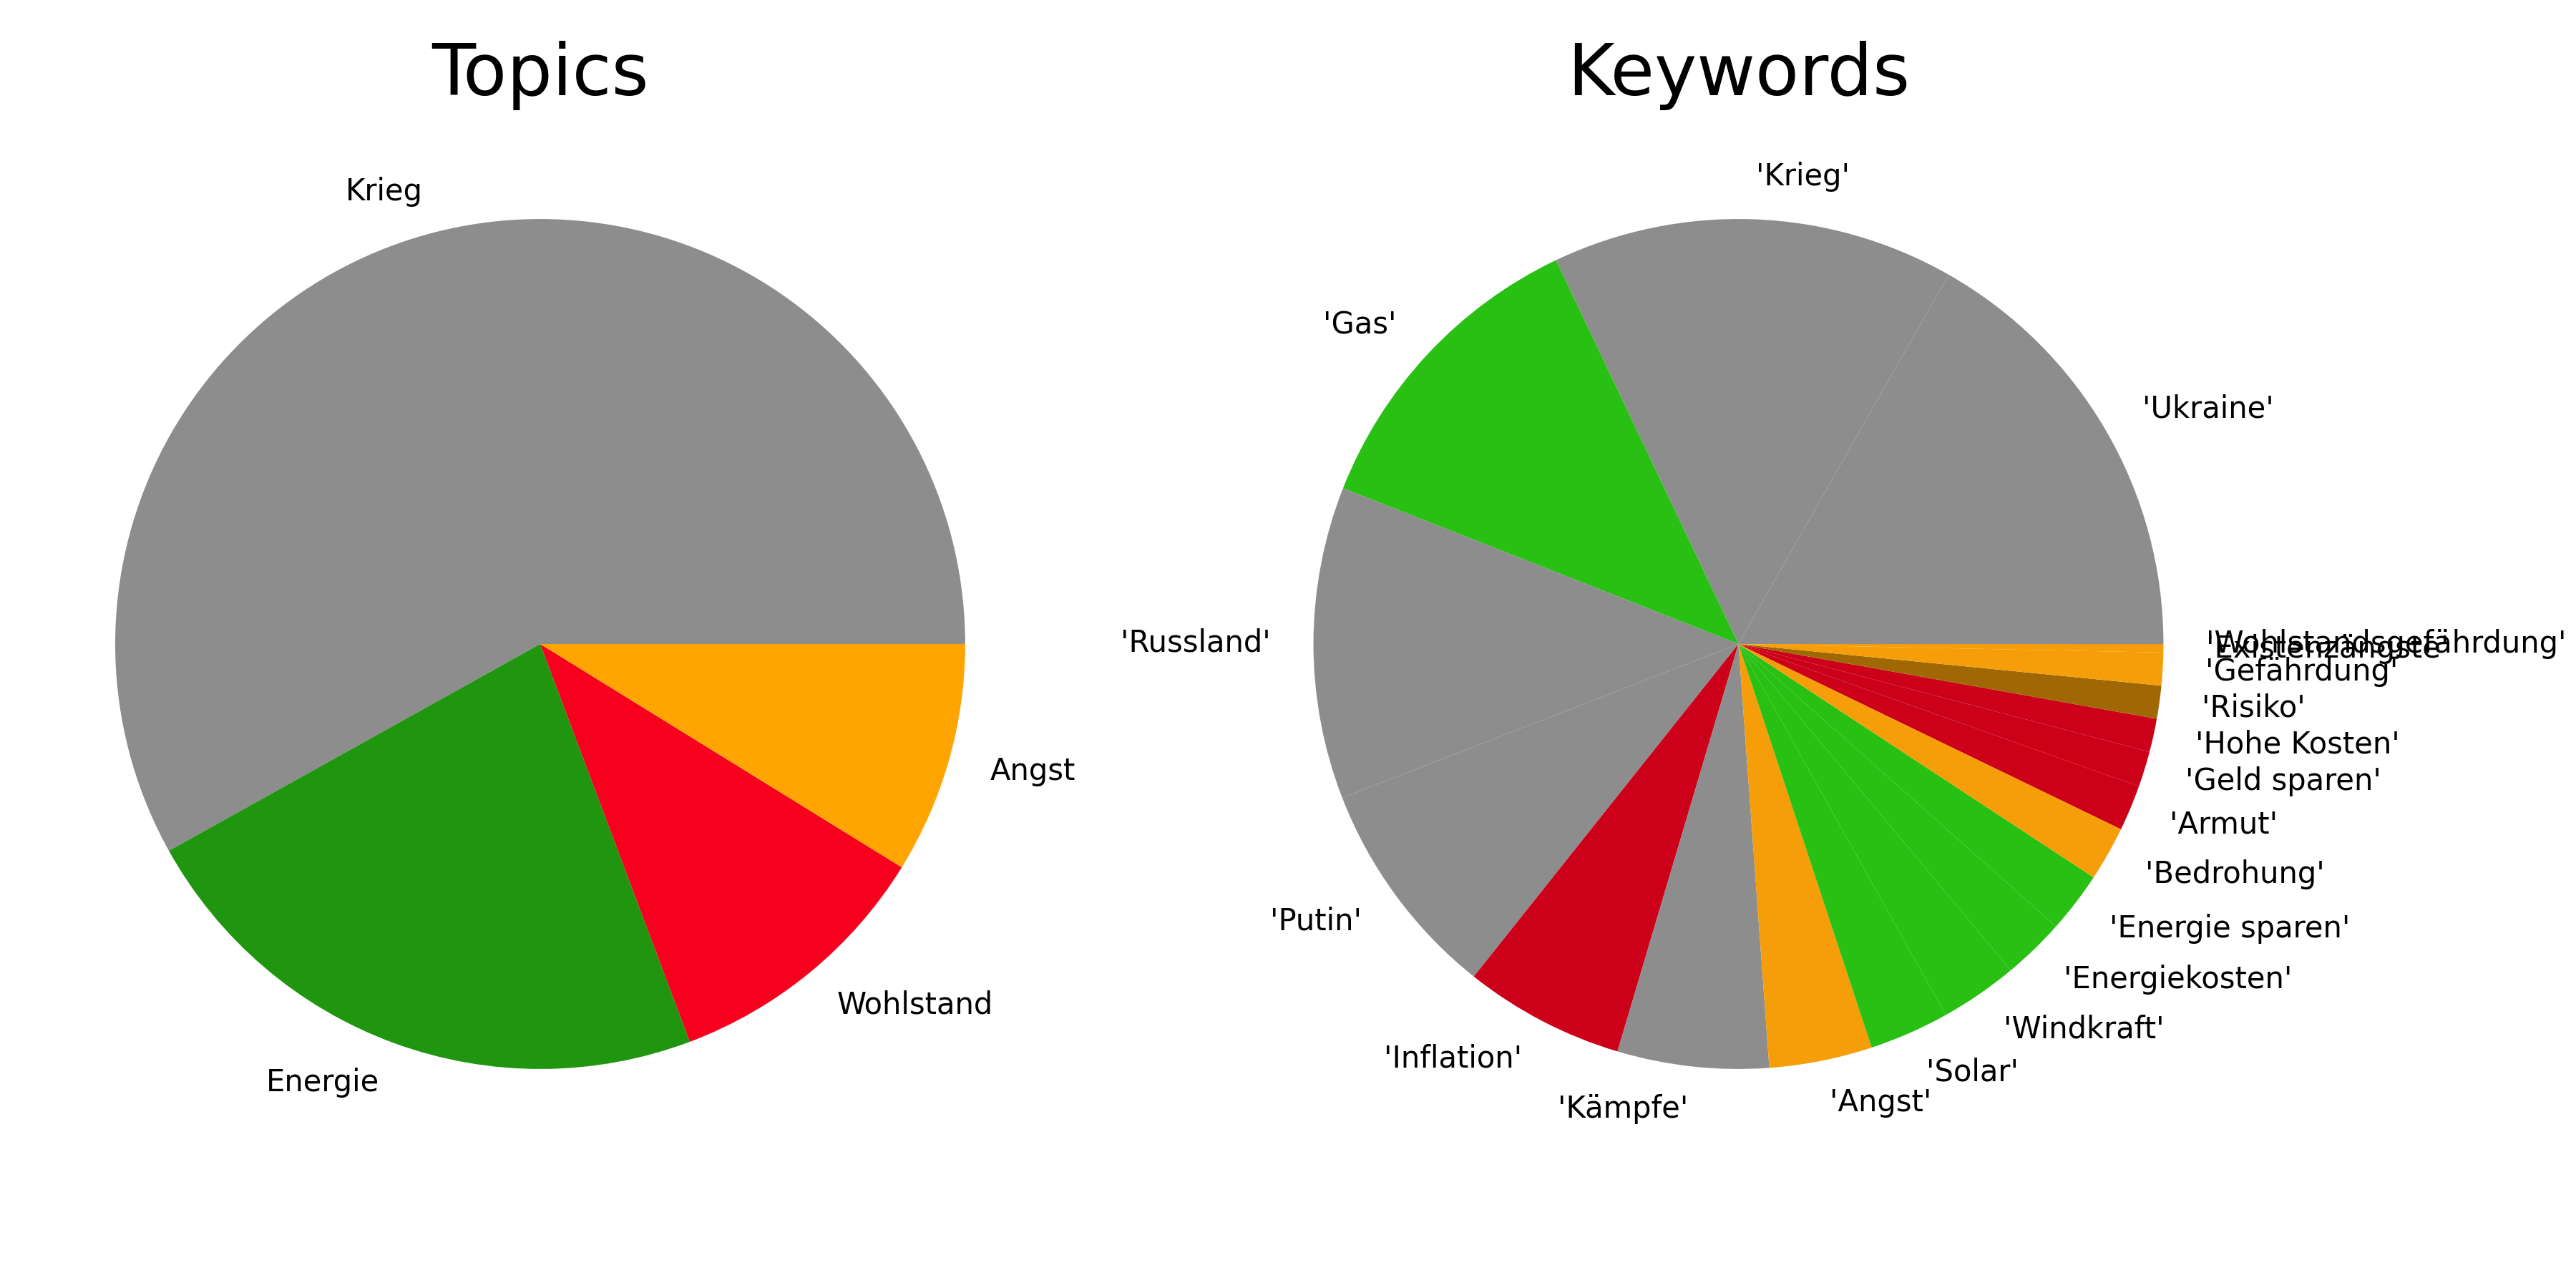 Topics
Krieg
Energie
Wohlstand
Angst
Keywords
'Ukraine'
'Krieg'
'Gas'
'Russland'
'Putin'
'Inflation'
'Kämpfe'
'Angst'
'Solar'
'Windkraft'
'Energiekosten'
'Energie sparen'
'Bedrohung'
'Armut'
'Geld sparen'
'Hohe Kosten'
'Risiko'
'Gefährdung'
'Existenzängste'
'Wohlstandsgefährdung'